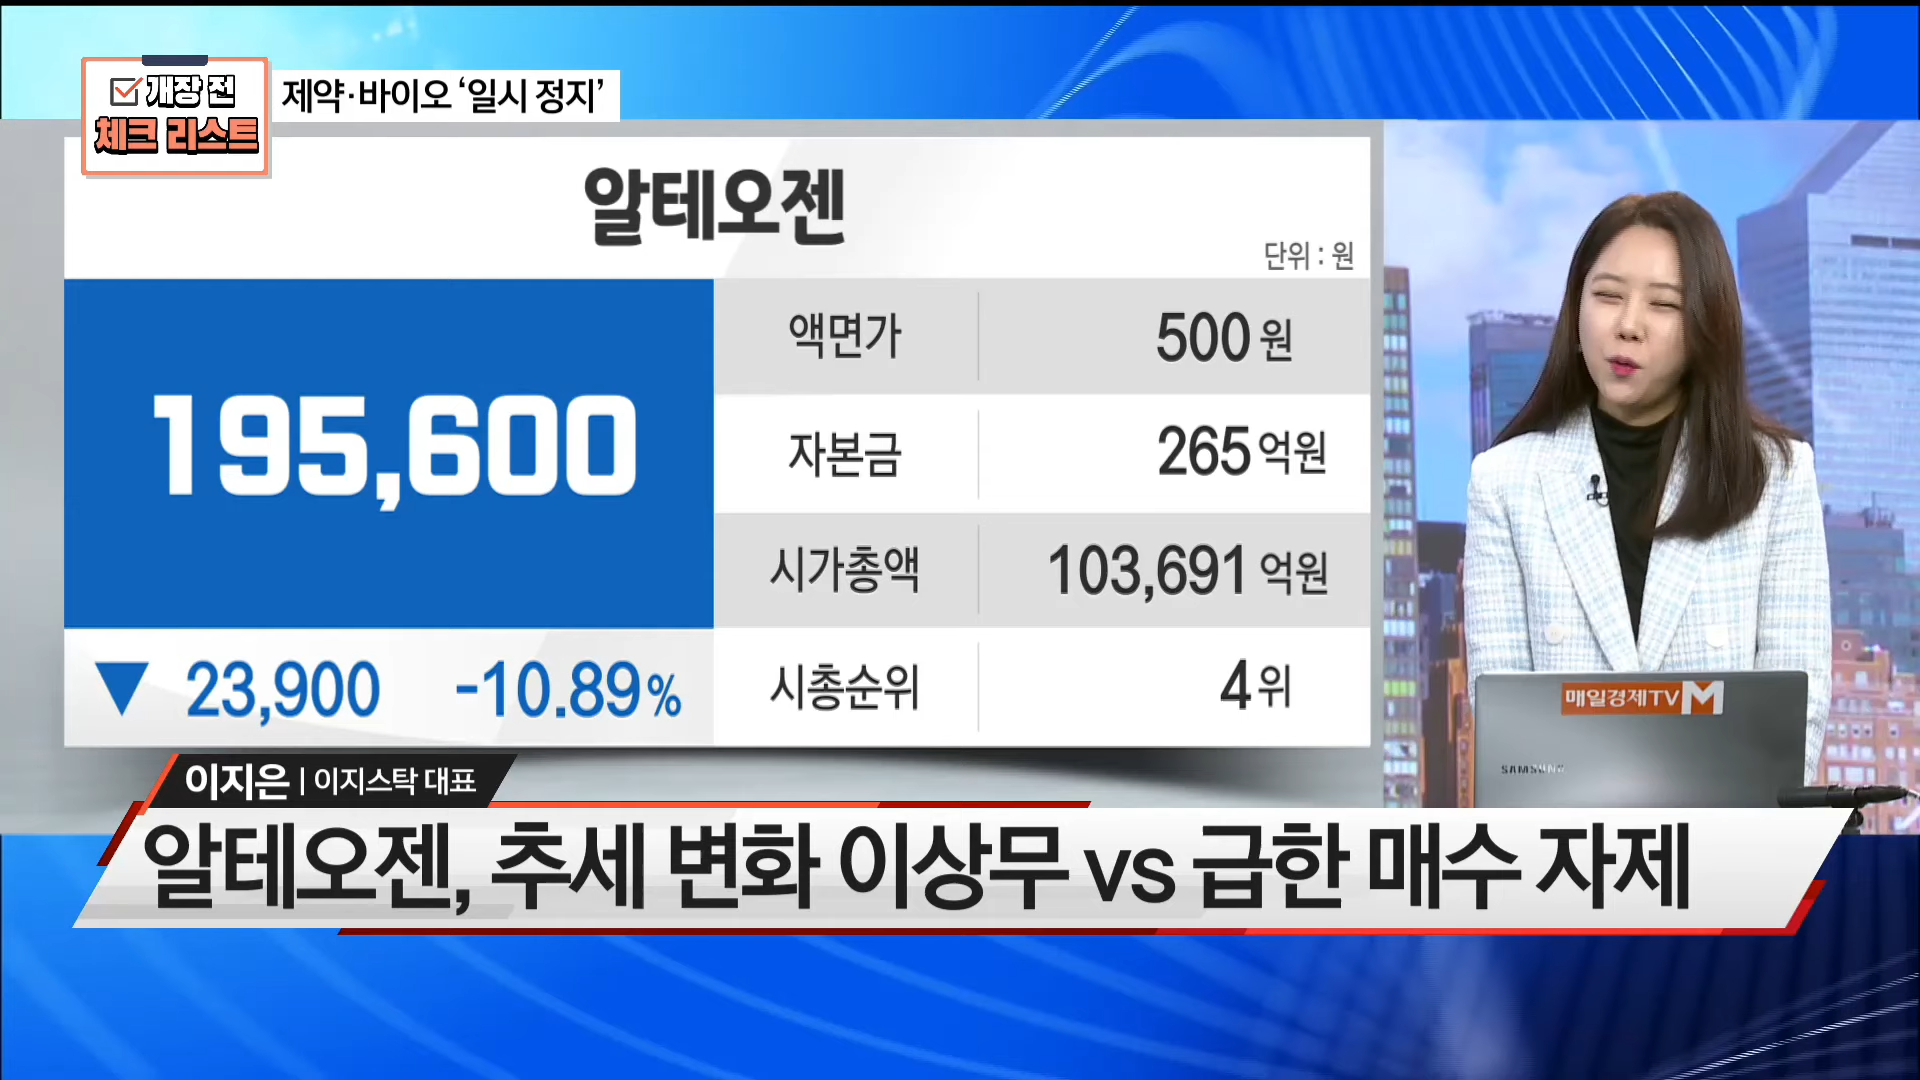 개장 전
체크 리스트
제약·바이오 ‘일시 정지’
알테오젠
단위 : 원
195,600
▼ 23,900 -10.89%
액면가 500 원
자본금 265 억원
시가총액 103,691 억원
시총순위 4 위
매일경제TV M
SAMSUNG
이지은 | 이지스탁 대표
알테오젠, 추세 변화 이상무 vs 급한 매수 자제